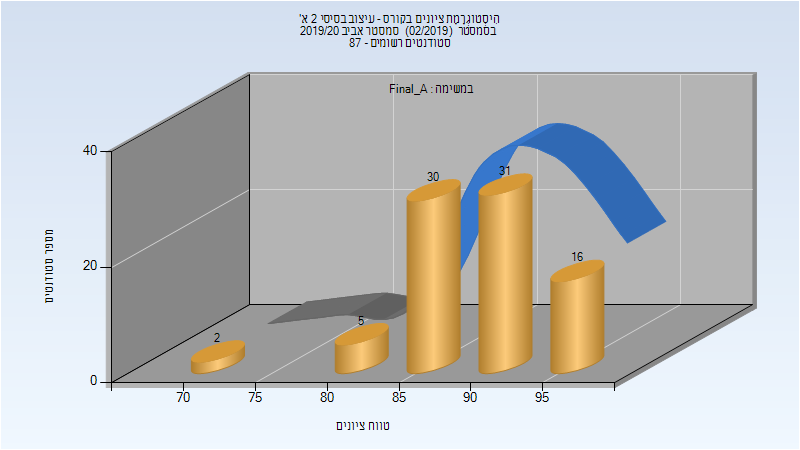 היסטוגרמת ציונים בקורס - עיצוב בסיסי 2 א'
בסמסטר (02/2019) סמסטר אביב 2019/20
סטודנטים רשומים - 87
במשימה : Final_A
40
20
0
מספר סטודנטים
2
5
30
31
16
70 75 80 85 90 95
טווח ציונים